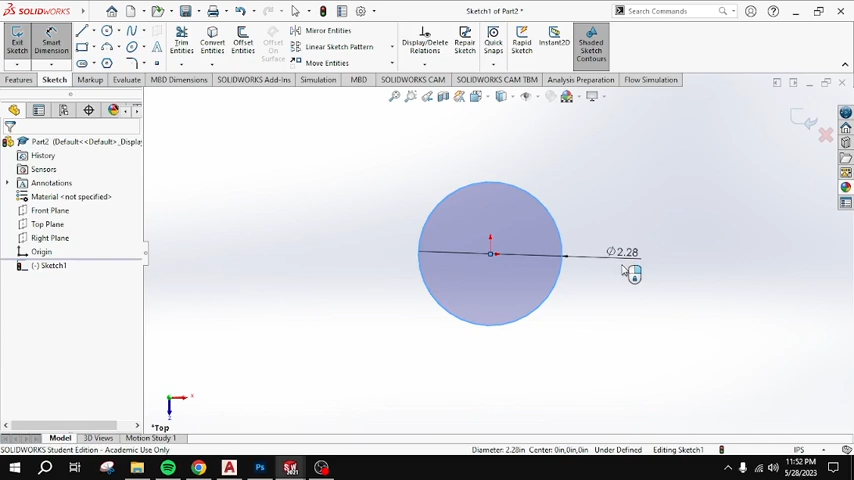 SOLIDWORKS
Sketch1 of Part2 *
Search Commands
Exit Sketch
Smart Dimension
Trim Entities
Convert Entities
Offset Entities
Offset On Surface
Mirror Entities
Linear Sketch Pattern
Move Entities
Display/Delete Relations
Repair Sketch
Quick Snaps
Rapid Sketch
Instant2D
Shaded Sketch Contours
Features
Sketch
Markup
Evaluate
MBD Dimensions
SOLIDWORKS Add-Ins
Simulation
MBD
SOLIDWORKS CAM
SOLIDWORKS CAM TBM
Analysis Preparation
Flow Simulation
Part2 (Default<<Default>_Display
History
Sensors
Annotations
Material <not specified>
Front Plane
Top Plane
Right Plane
Origin
(-) Sketch1
∅2.28
*Top
Model
3D Views
Motion Study 1
SOLIDWORKS Student Edition - Academic Use Only
Diameter: 2.28in
Center: 0in,0in,0in
Under Defined
Editing Sketch1
IPS
11:52 PM
5/28/2023